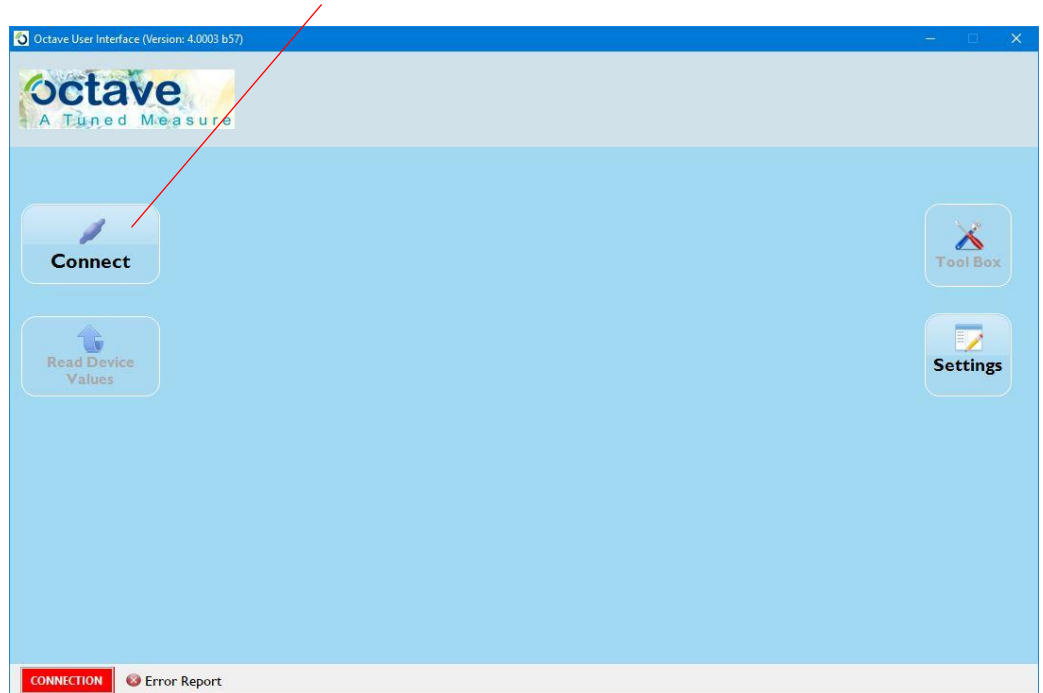 Octave User Interface (Version: 4.0003 b57)
octave
A Tuned Measure
Connect
Tool Box
Read Device
Values
Settings
CONNECTION
Error Report